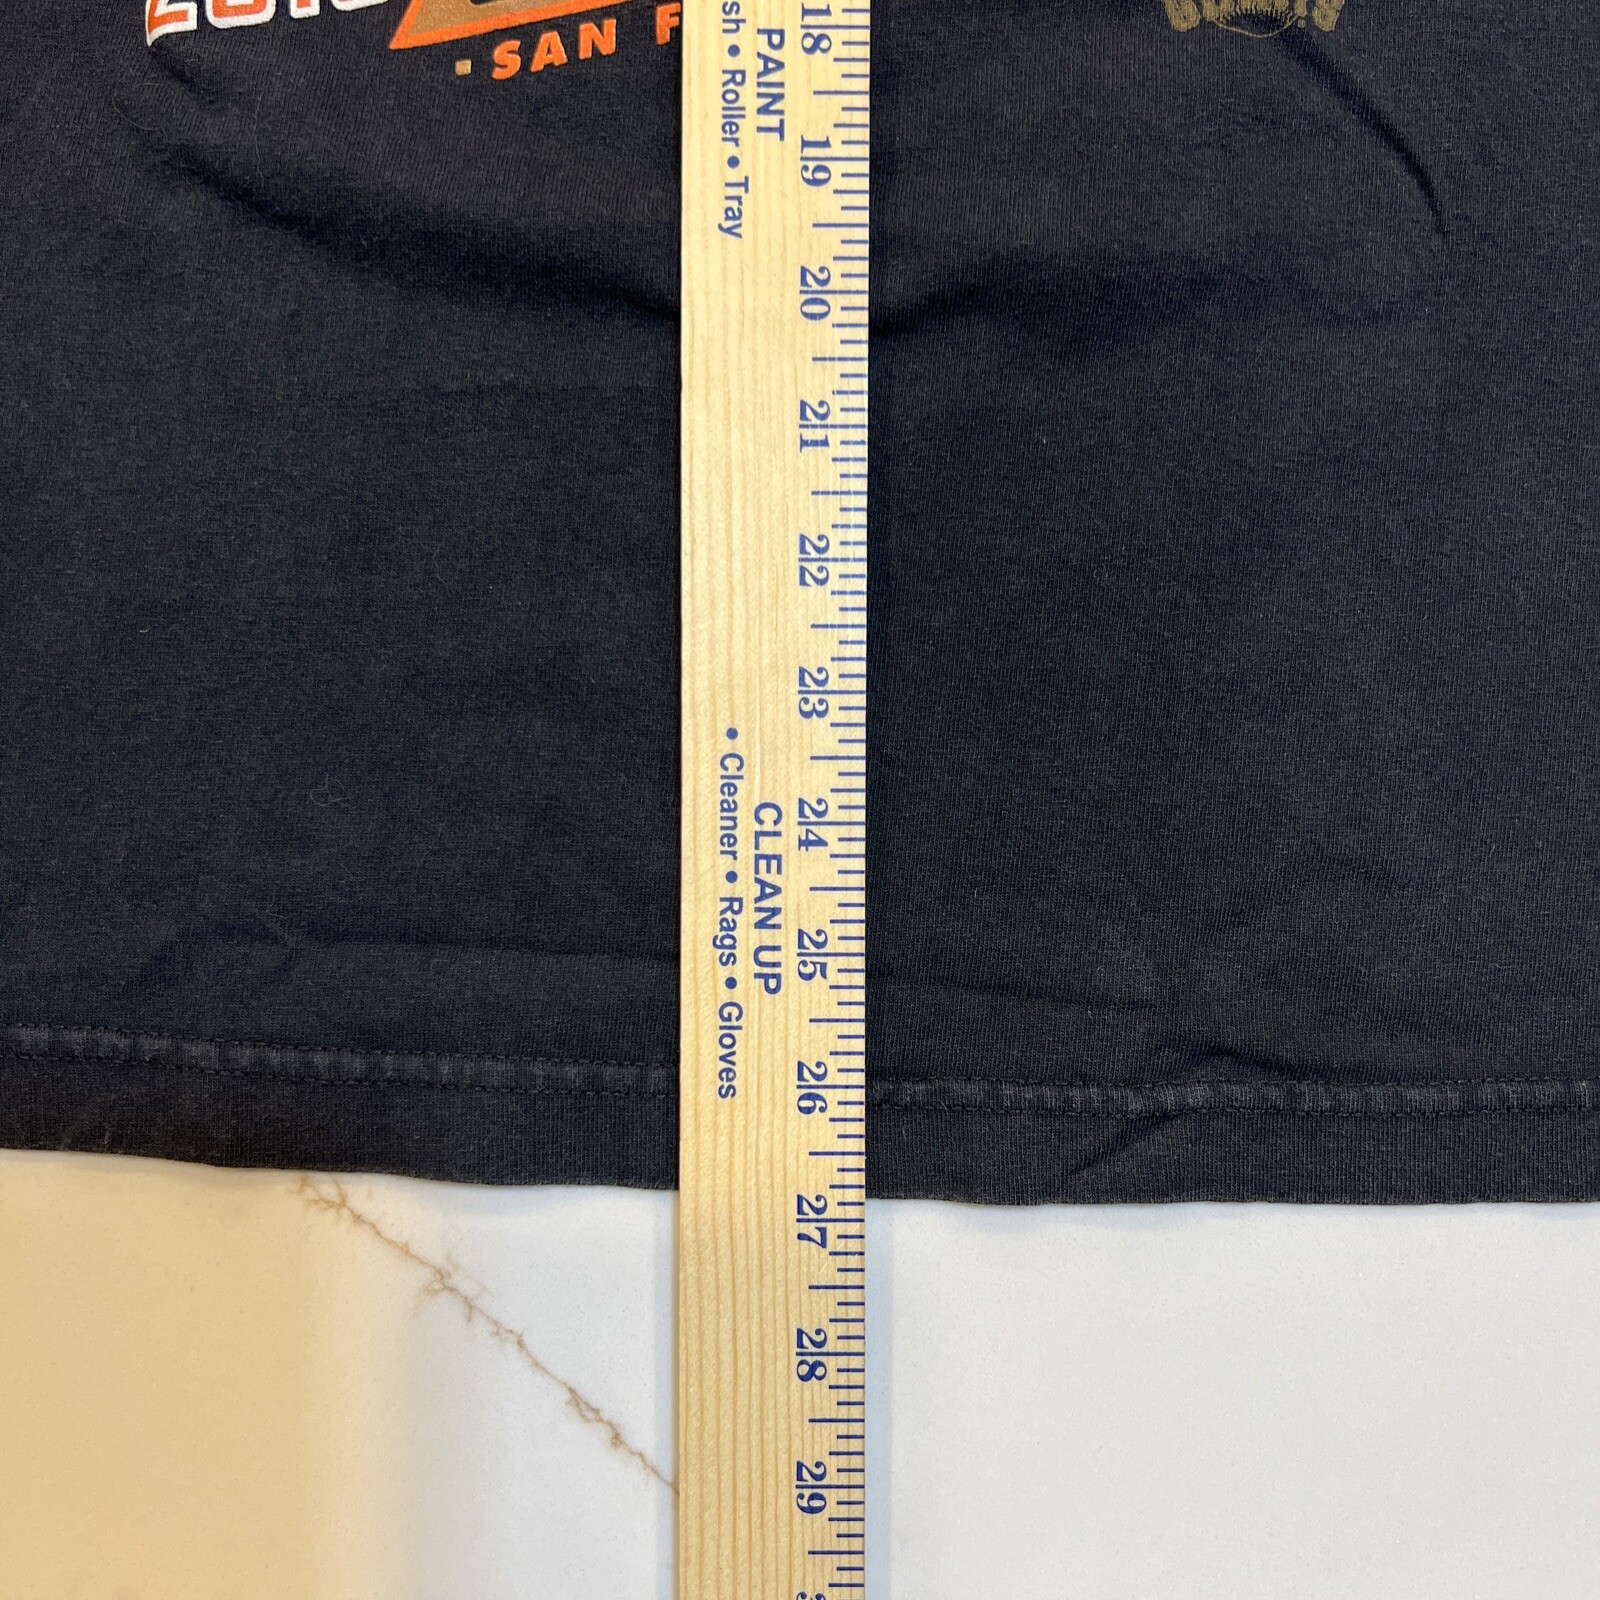 SAN F
PAINT
sh • Roller • Tray
CLEAN UP
• Cleaner • Rags • Gloves
18
19
20
21
22
23
24
25
26
27
28
29